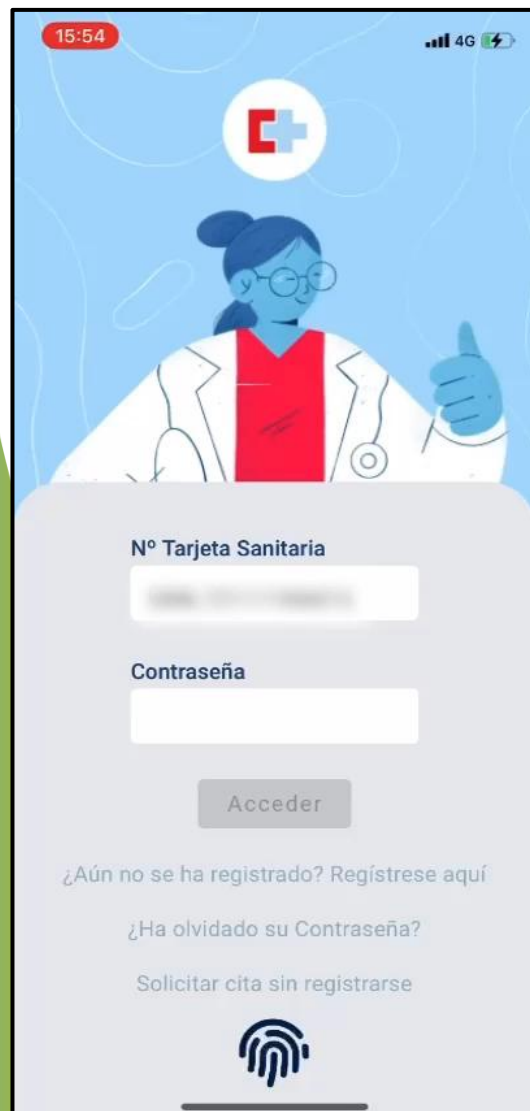 15:54
4G
Nº Tarjeta Sanitaria
Contraseña
Acceder
¿Aún no se ha registrado? Regístrese aquí
¿Ha olvidado su Contraseña?
Solicitar cita sin registrarse